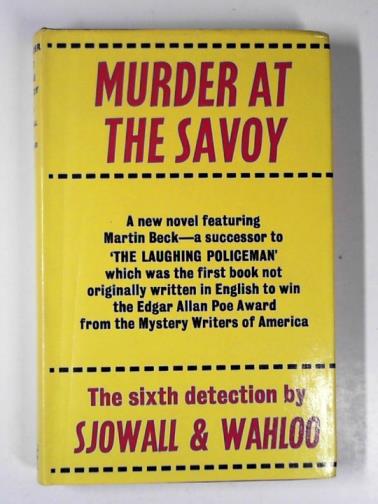 MURDER AT
THE SAVOY
A new novel featuring
Martin Beck—a successor to
'THE LAUGHING POLICEMAN'
which was the first book not
originally written in English to win
the Edgar Allan Poe Award
from the Mystery Writers of America
The sixth detection by
SJOWALL & WAHLOO